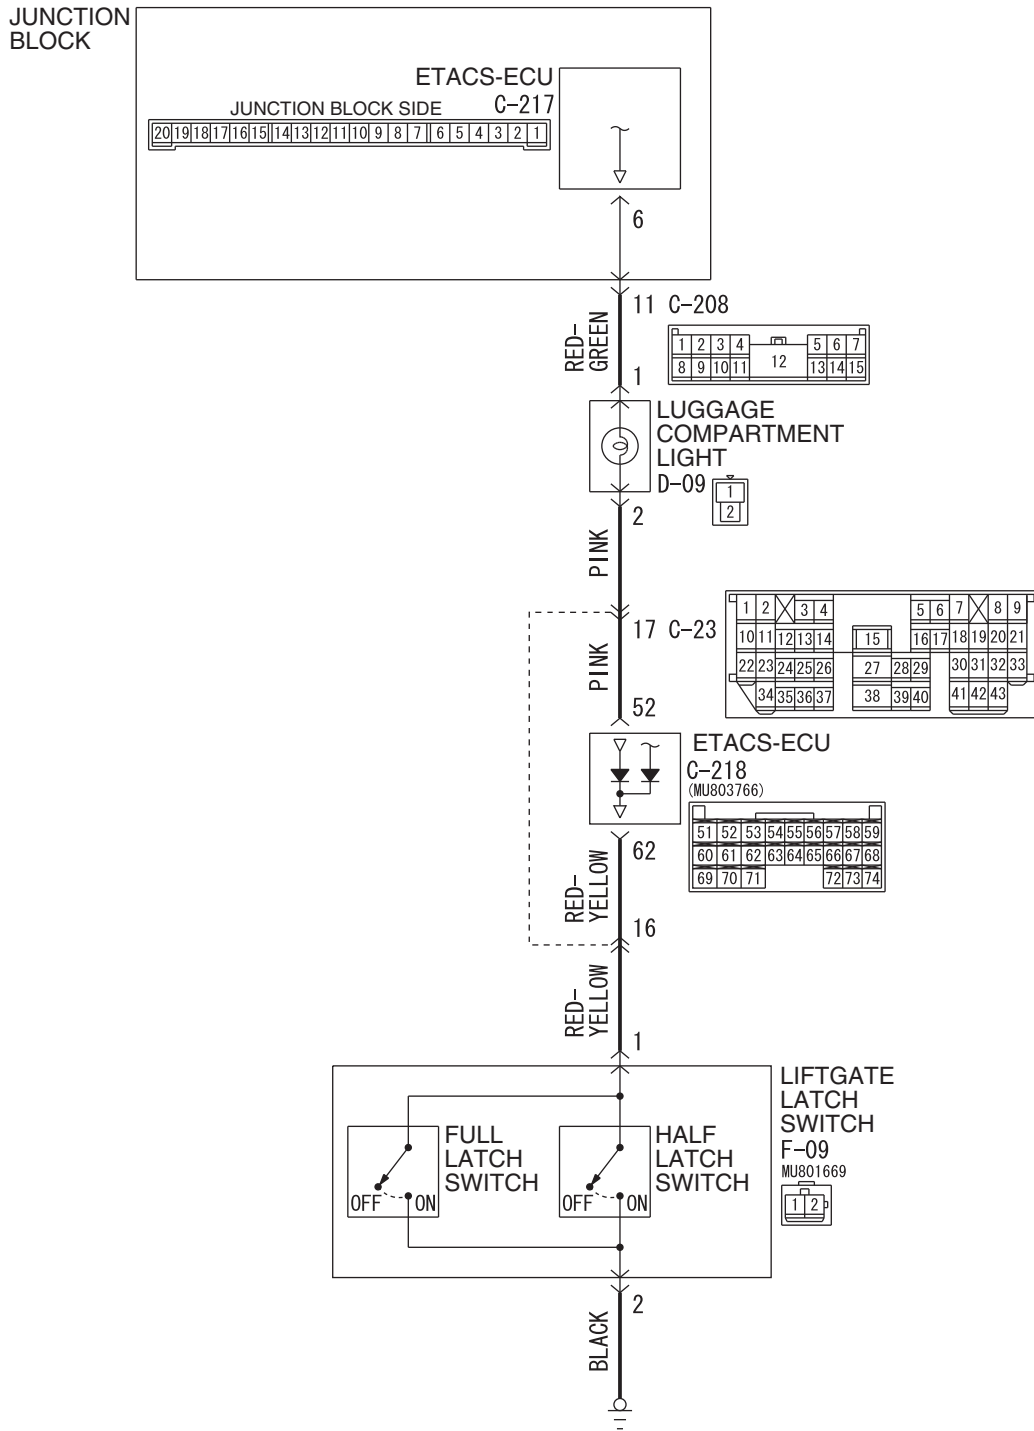 JUNCTION
BLOCK
ETACS-ECU
C-217
JUNCTION BLOCK SIDE
20 19 18 17 16 15 14 13 12 11 10 9 8 7 6 5 4 3 2 1
6
11 C-208
RED-
GREEN
1 2 3 4 5 6 7
8 9 10 11 12 13 14 15
1
LUGGAGE
COMPARTMENT
LIGHT
D-09
1
2
2
PINK
17 C-23
1 2 3 4 5 6 7 8 9
10 11 12 13 14 15 16 17 18 19 20 21
22 23 24 25 26 27 28 29 30 31 32 33
34 35 36 37 38 39 40 41 42 43
PINK
52
ETACS-ECU
C-218
(MU803766)
51 52 53 54 55 56 57 58 59
60 61 62 63 64 65 66 67 68
69 70 71 72 73 74
62
RED-
YELLOW
16
RED-
YELLOW
1
LIFTGATE
LATCH
SWITCH
F-09
MU801669
1 2
FULL
LATCH
SWITCH
OFF ON
HALF
LATCH
SWITCH
OFF ON
2
BLACK